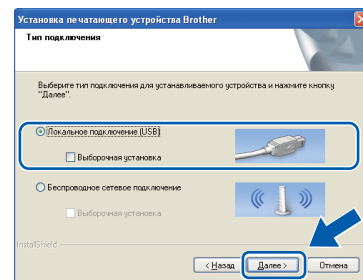 Установка печатающего устройства Brother
Тип подключения
Выберите тип подключения для устанавливаемого устройства и нажмите кнопку
"Далее".
Локальное подключение (USB)
Выборочная установка
Беспроводное сетевое подключение
Выборочная установка
InstallShield
< Назад Далее > Отмена